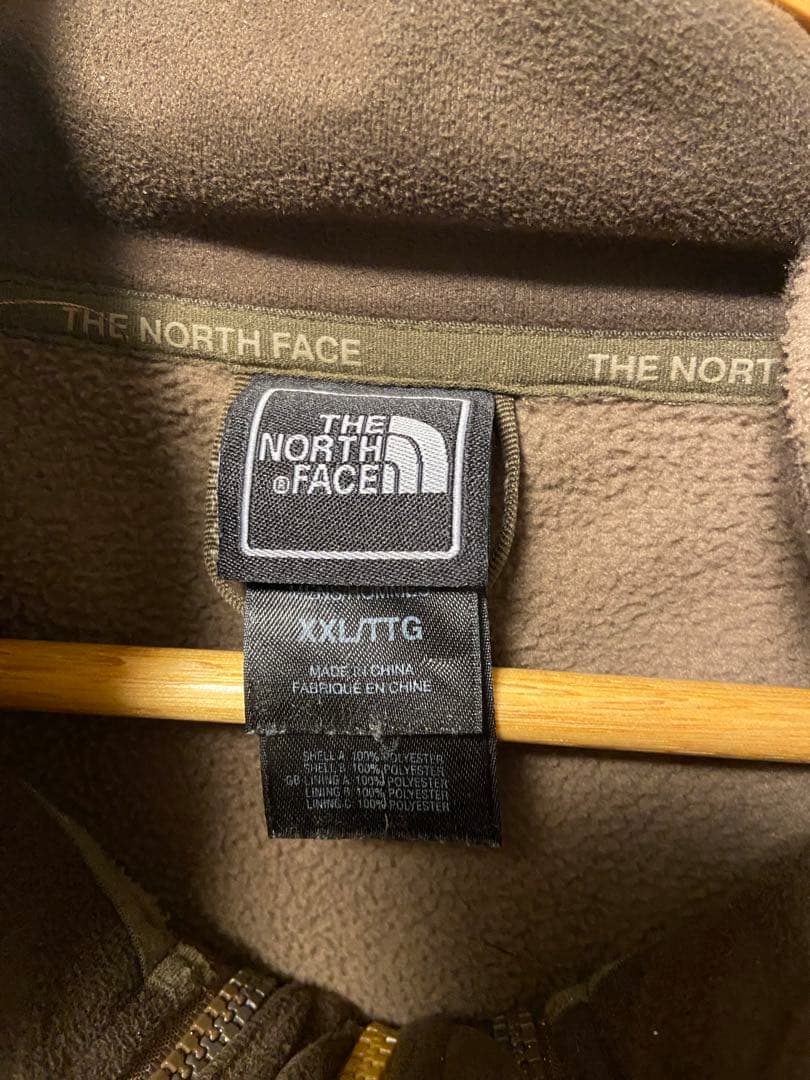 THE NORTH FACE
THE NORT
THE
NORTH
®FACE
XXL/TTG
MADE IN CHINA
FABRIQUE EN CHINE
SHELL A 100% POLYESTER
SHELL B 100% POLYESTER
GB LINING A: 100% POLYESTER
LINING B: 100% POLYESTER
LINING C: 100% POLYESTER